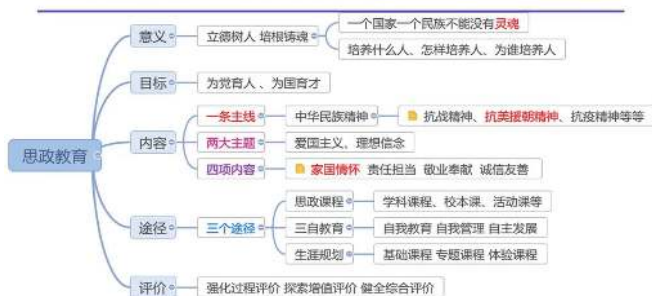 思政教育
意义
立德树人 培根铸魂
一个国家一个民族不能没有灵魂
培养什么人、怎样培养人、为谁培养人
目标
为党育人、为国育才
内容
一条主线
中华民族精神
抗战精神、抗美援朝精神、抗疫精神等等
两大主题
爱国主义，理想信念
四项内容
家国情怀 责任担当 敬业奉献 诚信友善
途径
三个途径
思政课程
学科课程、校本课、活动课等
三自教育
自我教育 自我管理 自主发展
生涯规划
基础课程 专题课程 体验课程
评价
强化过程评价 探索增值评价 健全综合评价